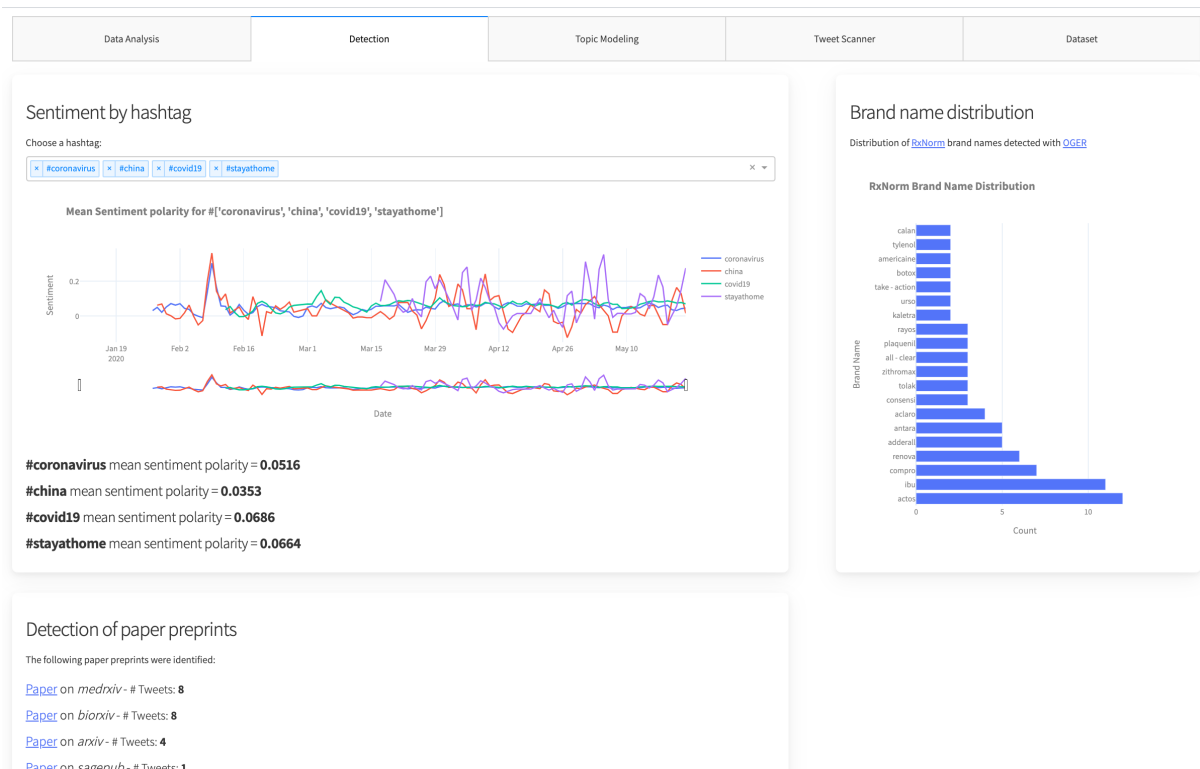 Data Analysis
Detection
Topic Modeling
Tweet Scanner
Dataset
Sentiment by hashtag
Choose a hashtag:
× #coronavirus × #china × #covid19 × #stayathome
×
Mean Sentiment polarity for #['coronavirus', 'china', 'covid19', 'stayathome']
Sentiment
0.2
0
Jan 19
2020
Feb 2
Feb 16
Mar 1
Mar 15
Mar 29
Apr 12
Apr 26
May 10
Date
coronavirus
china
covid19
stayathome
#coronavirus mean sentiment polarity = 0.0516
#china mean sentiment polarity = 0.0353
#covid19 mean sentiment polarity = 0.0686
#stayathome mean sentiment polarity = 0.0664
Brand name distribution
Distribution of RxNorm brand names detected with OGER
RxNorm Brand Name Distribution
Brand Name
calan
tylenol
americaine
botox
take - action
urso
kaletra
rayos
plaquenil
all - clear
zithromax
tolak
consensi
aclaro
antara
adderall
renova
compro
ibu
actos
0
5
10
Count
Detection of paper preprints
The following paper preprints were identified:
Paper on medrxiv - # Tweets: 8
Paper on biorxiv - # Tweets: 8
Paper on arxiv - # Tweets: 4
Paper on sagepub - # Tweets: 1